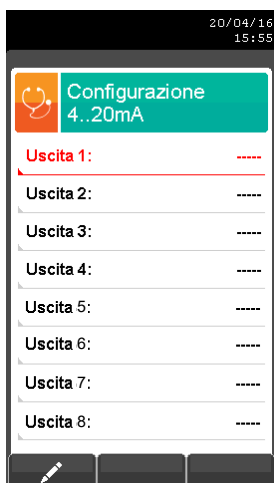 20/04/16
15:55
Configurazione
4..20mA
Uscita 1: -----
Uscita 2: -----
Uscita 3: -----
Uscita 4: -----
Uscita 5: -----
Uscita 6: -----
Uscita 7: -----
Uscita 8: -----